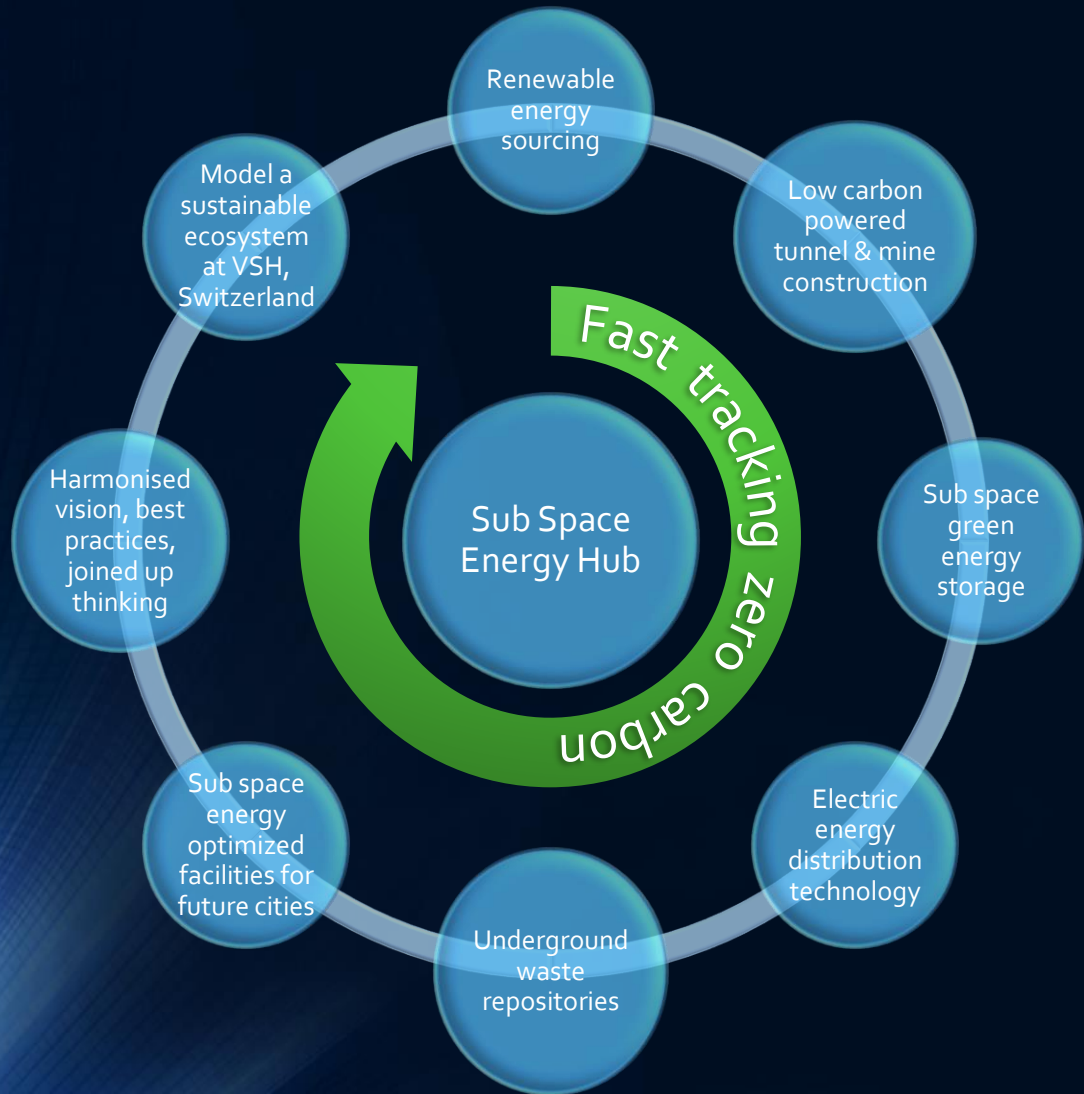 Renewable
energy
sourcing
Low carbon
powered
tunnel & mine
construction
Sub space
green
energy
storage
Electric
energy
distribution
technology
Underground
waste
repositories
Sub space
energy
optimized
facilities for
future cities
Harmonised
vision, best
practices,
joined up
thinking
Model a
sustainable
ecosystem
at VSH,
Switzerland
Fast tracking zero carbon
Sub Space
Energy Hub